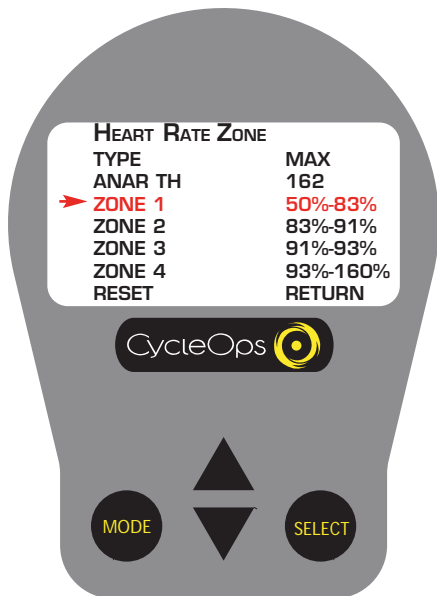 HEART RATE ZONE
TYPE MAX
ANAR TH 162
ZONE 1 50%-83%
ZONE 2 83%-91%
ZONE 3 91%-93%
ZONE 4 93%-160%
RESET RETURN
CycleOps
MODE SELECT